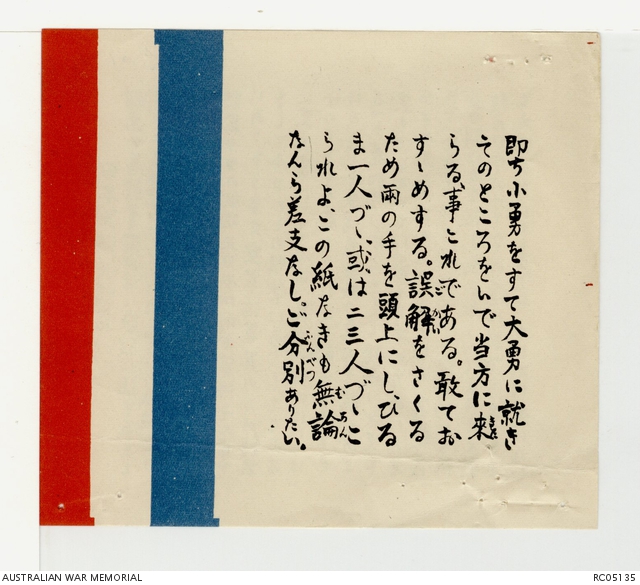 即ち小勇をすて大勇に就き
そのところをしのんで当方に来
らる、事これである。敢てお
すゝめする。誤解をさくる
ため両の手を頭上にし、ひる
ま一人づゝ、或は二三人づゝこ
られよ、この紙なきも無論
なんら差支なし。ご分別ありたい。
AUSTRALIAN WAR MEMORIAL
RC05135